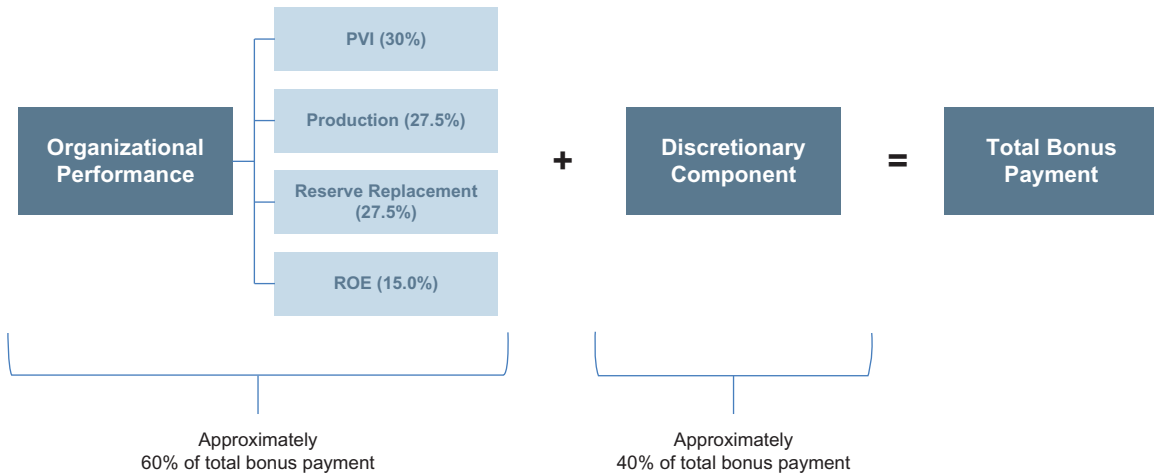 PVI (30%)
Production (27.5%)
Reserve Replacement
(27.5%)
ROE (15.0%)
Organizational
Performance
+
Discretionary
Component
=
Total Bonus
Payment
Approximately
60% of total bonus payment
Approximately
40% of total bonus payment